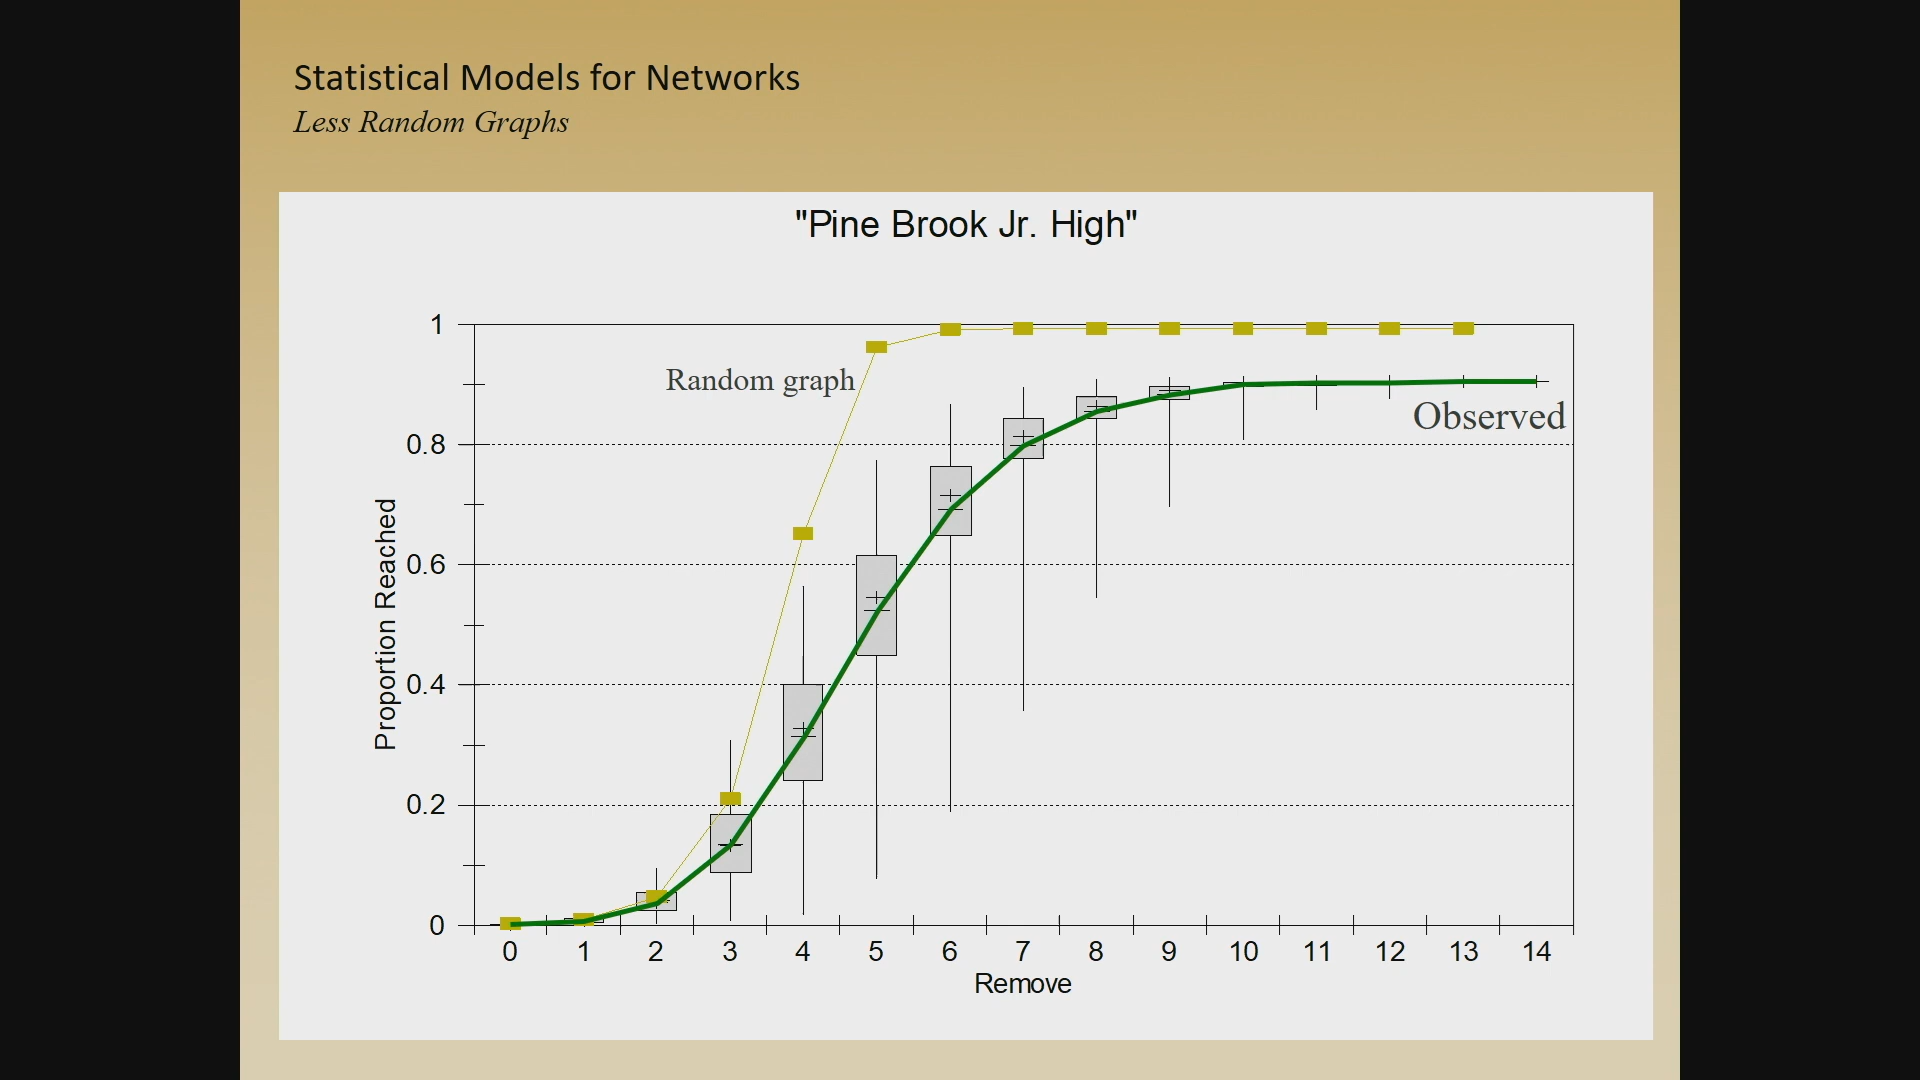 Statistical Models for Networks
Less Random Graphs
"Pine Brook Jr. High"
1
0.8
0.6
0.4
0.2
0
Proportion Reached
Random graph
Observed
0 1 2 3 4 5 6 7 8 9 10 11 12 13 14
Remove